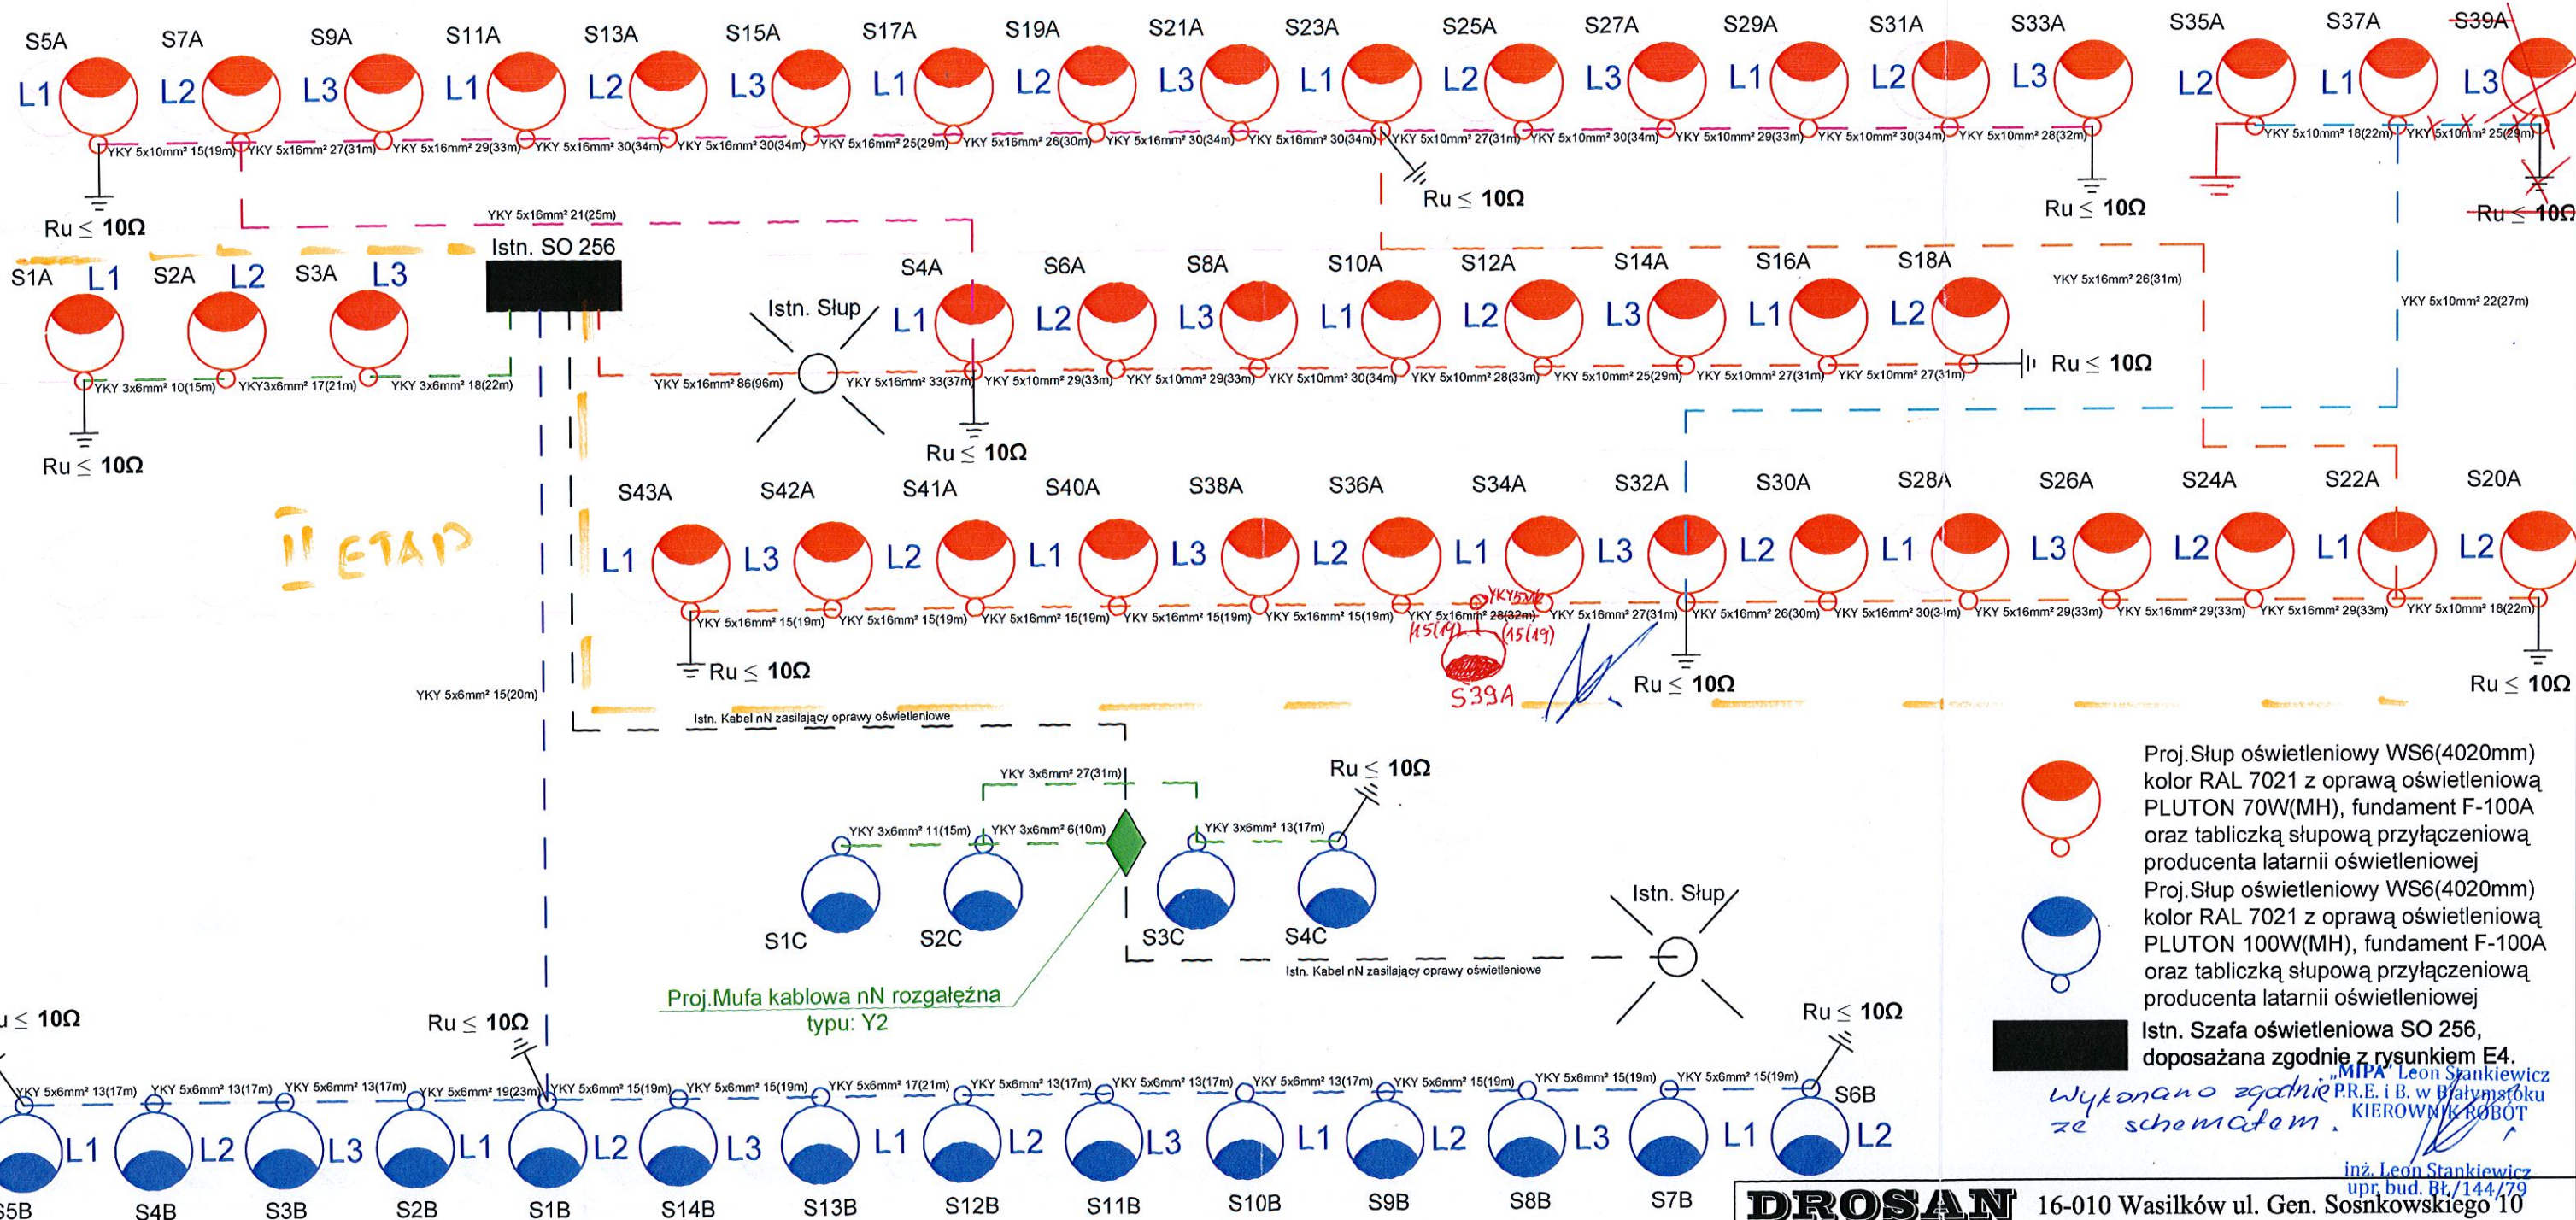 S5A S7A S9A S11A S13A S15A S17A S19A S21A S23A S25A S27A S29A S31A S33A S35A S37A S39A
L1 L2 L3 L1 L2 L3 L1 L2 L3 L1 L2 L3 L1 L2 L3 L2 L1 L3
YKY 5x10mm² 15(19m) YKY 5x16mm² 27(31m) YKY 5x16mm² 29(33m) YKY 5x16mm² 30(34m) YKY 5x16mm² 30(34m) YKY 5x16mm² 25(29m) YKY 5x16mm² 26(30m) YKY 5x16mm² 30(34m) YKY 5x16mm² 30(34m) YKY 5x10mm² 27(31m) YKY 5x10mm² 30(34m) YKY 5x10mm² 29(33m) YKY 5x10mm² 30(34m) YKY 5x10mm² 28(32m) YKY 5x10mm² 18(22m) YKY 5x10mm² 25(29m)
Ru ≤ 10Ω Ru ≤ 10Ω Ru ≤ 10Ω Ru ≤ 10Ω
YKY 5x16mm² 21(25m)
Istn. SO 256
S1A L1 S2A L2 S3A L3
Istn. Słup
S4A S6A S8A S10A S12A S14A S16A S18A
YKY 5x16mm² 26(31m)
YKY 5x10mm² 22(27m)
L1 L2 L3 L1 L2 L3 L1 L2
Ru ≤ 10Ω
YKY 3x6mm² 10(15m) YKY3x6mm² 17(21m) YKY 3x6mm² 18(22m) YKY 5x16mm² 86(96m) YKY 5x16mm² 33(37m) YKY 5x10mm² 29(33m) YKY 5x10mm² 29(33m) YKY 5x10mm² 30(34m) YKY 5x10mm² 28(33m) YKY 5x10mm² 25(29m) YKY 5x10mm² 27(31m) YKY 5x10mm² 27(31m)
Ru ≤ 10Ω Ru ≤ 10Ω
S43A S42A S41A S40A S38A S36A S34A S32A S30A S28A S26A S24A S22A S20A
II ETAP
L1 L3 L2 L1 L3 L2 L1 L3 L2 L1 L3 L2 L1 L2
YKY 5x16mm² 15(19m) YKY 5x16mm² 15(19m) YKY 5x16mm² 15(19m) YKY 5x16mm² 15(19m) YKY 5x16mm² 15(19m) YKY 5x16mm² 28(32m) YKY 5x16mm² 27(31m) YKY 5x16mm² 26(30m) YKY 5x16mm² 30(34m) YKY 5x16mm² 29(33m) YKY 5x16mm² 29(33m) YKY 5x16mm² 29(33m) YKY 5x10mm² 18(22m)
15(19) 15(19)
Ru ≤ 10Ω Ru ≤ 10Ω Ru ≤ 10Ω
S39A
YKY 5x6mm² 15(20m)
Istn. Kabel nN zasilający oprawy oświetleniowe
YKY 3x6mm² 27(31m)
Ru ≤ 10Ω
YKY 3x6mm² 11(15m) YKY 3x6mm² 6(10m) YKY 3x6mm² 13(17m)
S1C S2C S3C S4C
Istn. Słup
Istn. Kabel nN zasilający oprawy oświetleniowe
Proj.Mufa kablowa nN rozgałęźna
typu: Y2
Proj.Słup oświetleniowy WS6(4020mm)
kolor RAL 7021 z oprawą oświetleniową
PLUTON 70W(MH), fundament F-100A
oraz tabliczką słupową przyłączeniową
producenta latarnii oświetleniowej
Proj.Słup oświetleniowy WS6(4020mm)
kolor RAL 7021 z oprawą oświetleniową
PLUTON 100W(MH), fundament F-100A
oraz tabliczką słupową przyłączeniową
producenta latarnii oświetleniowej
Istn. Szafa oświetleniowa SO 256,
doposażana zgodnie z rysunkiem E4.
u ≤ 10Ω Ru ≤ 10Ω Ru ≤ 10Ω
YKY 5x6mm² 13(17m) YKY 5x6mm² 13(17m) YKY 5x6mm² 13(17m) YKY 5x6mm² 19(23m) YKY 5x6mm² 15(19m) YKY 5x6mm² 15(19m) YKY 5x6mm² 17(21m) YKY 5x6mm² 13(17m) YKY 5x6mm² 13(17m) YKY 5x6mm² 13(17m) YKY 5x6mm² 15(19m) YKY 5x6mm² 15(19m) YKY 5x6mm² 15(19m)
S6B
L1 L2 L3 L1 L2 L3 L1 L2 L3 L1 L2 L3 L1 L2
S5B S4B S3B S2B S1B S14B S13B S12B S11B S10B S9B S8B S7B
Wykonano zgodnie
ze schematem.
„MIPA" Leon Stankiewicz
P.R.E. i B. w Białymstoku
KIEROWNIK ROBÓT
inż. Leon Stankiewicz
upr. bud. Bł./144/79
DROSAN 16-010 Wasilków ul. Gen. Sosnkowskiego 10